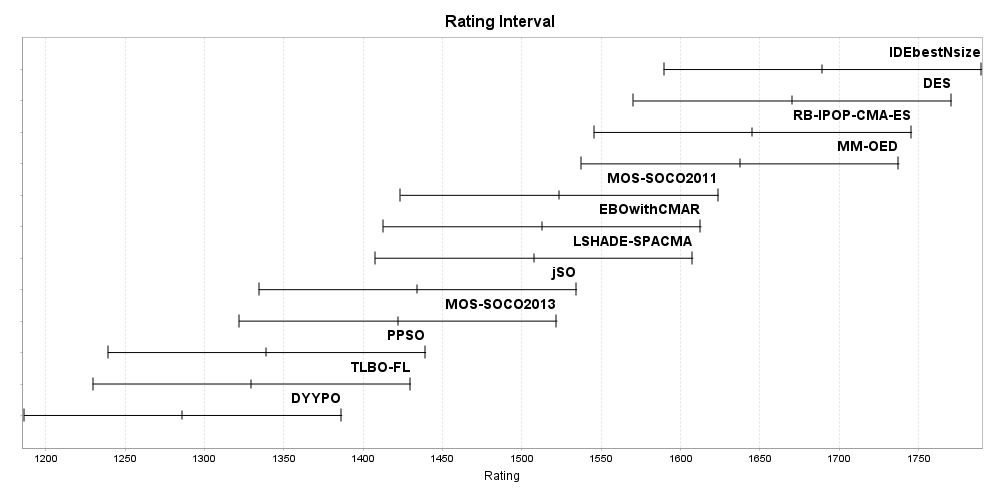 Rating Interval
IDEbestNsize
DES
RB-IPOP-CMA-ES
MM-OED
MOS-SOCO2011
EBOwithCMAR
LSHADE-SPACMA
jSO
MOS-SOCO2013
PPSO
TLBO-FL
DYYPO
1200 1250 1300 1350 1400 1450 1500 1550 1600 1650 1700 1750
Rating